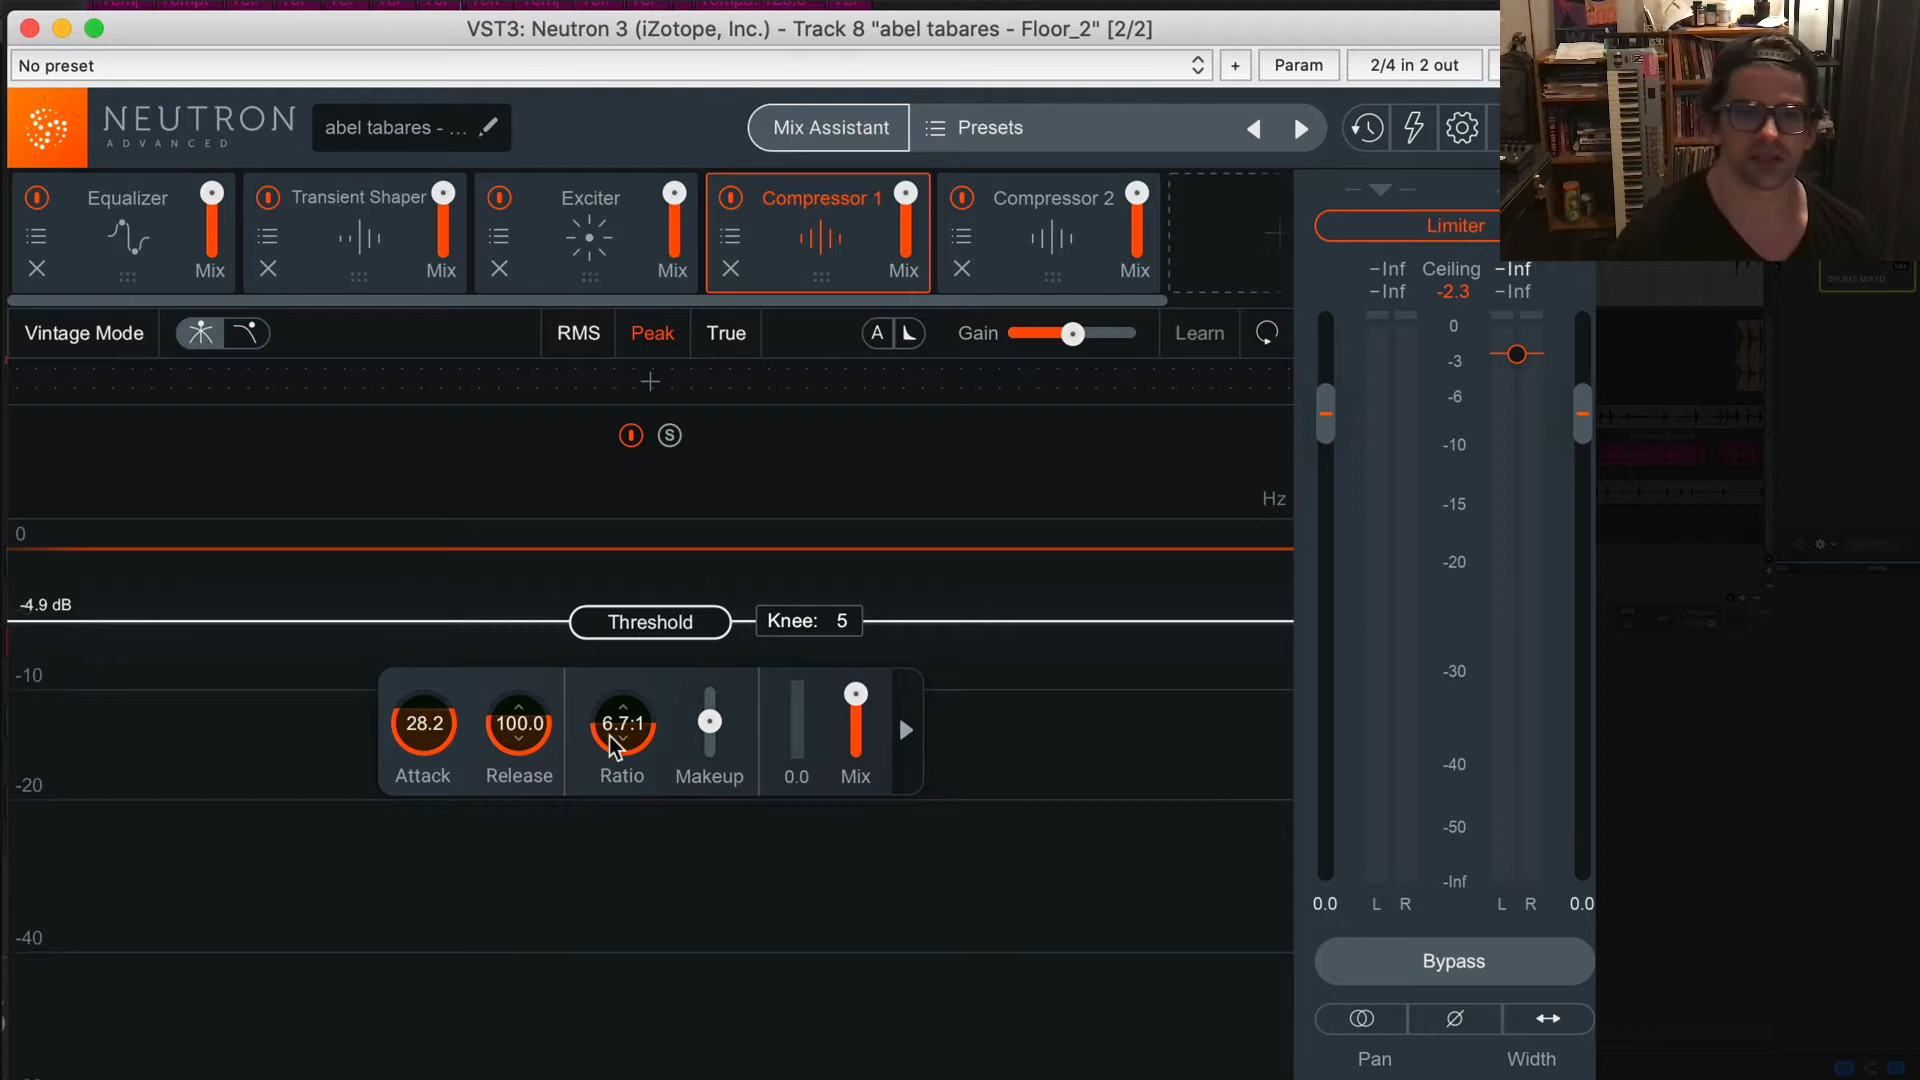 VST3: Neutron 3 (iZotope, Inc.) - Track 8 "abel tabares - Floor_2" [2/2]
No preset
+
Param
2/4 in 2 out
NEUTRON
ADVANCED
abel tabares - ...
Mix Assistant
Presets
Equalizer
Mix
Transient Shaper
Mix
Exciter
Mix
Compressor 1
Mix
Compressor 2
Mix
Limiter
-Inf Ceiling -Inf
-Inf -2.3 -Inf
Vintage Mode
RMS
Peak
True
A
Gain
Learn
S
Hz
0
-4.9 dB
Threshold
Knee: 5
-10
28.2
100.0
6.7:1
Attack
Release
Ratio
Makeup
0.0
Mix
-20
-40
0
-3
-6
-10
-15
-20
-30
-40
-50
-Inf
0.0 L R L R 0.0
Bypass
Pan
Width
DRUMS MIXED